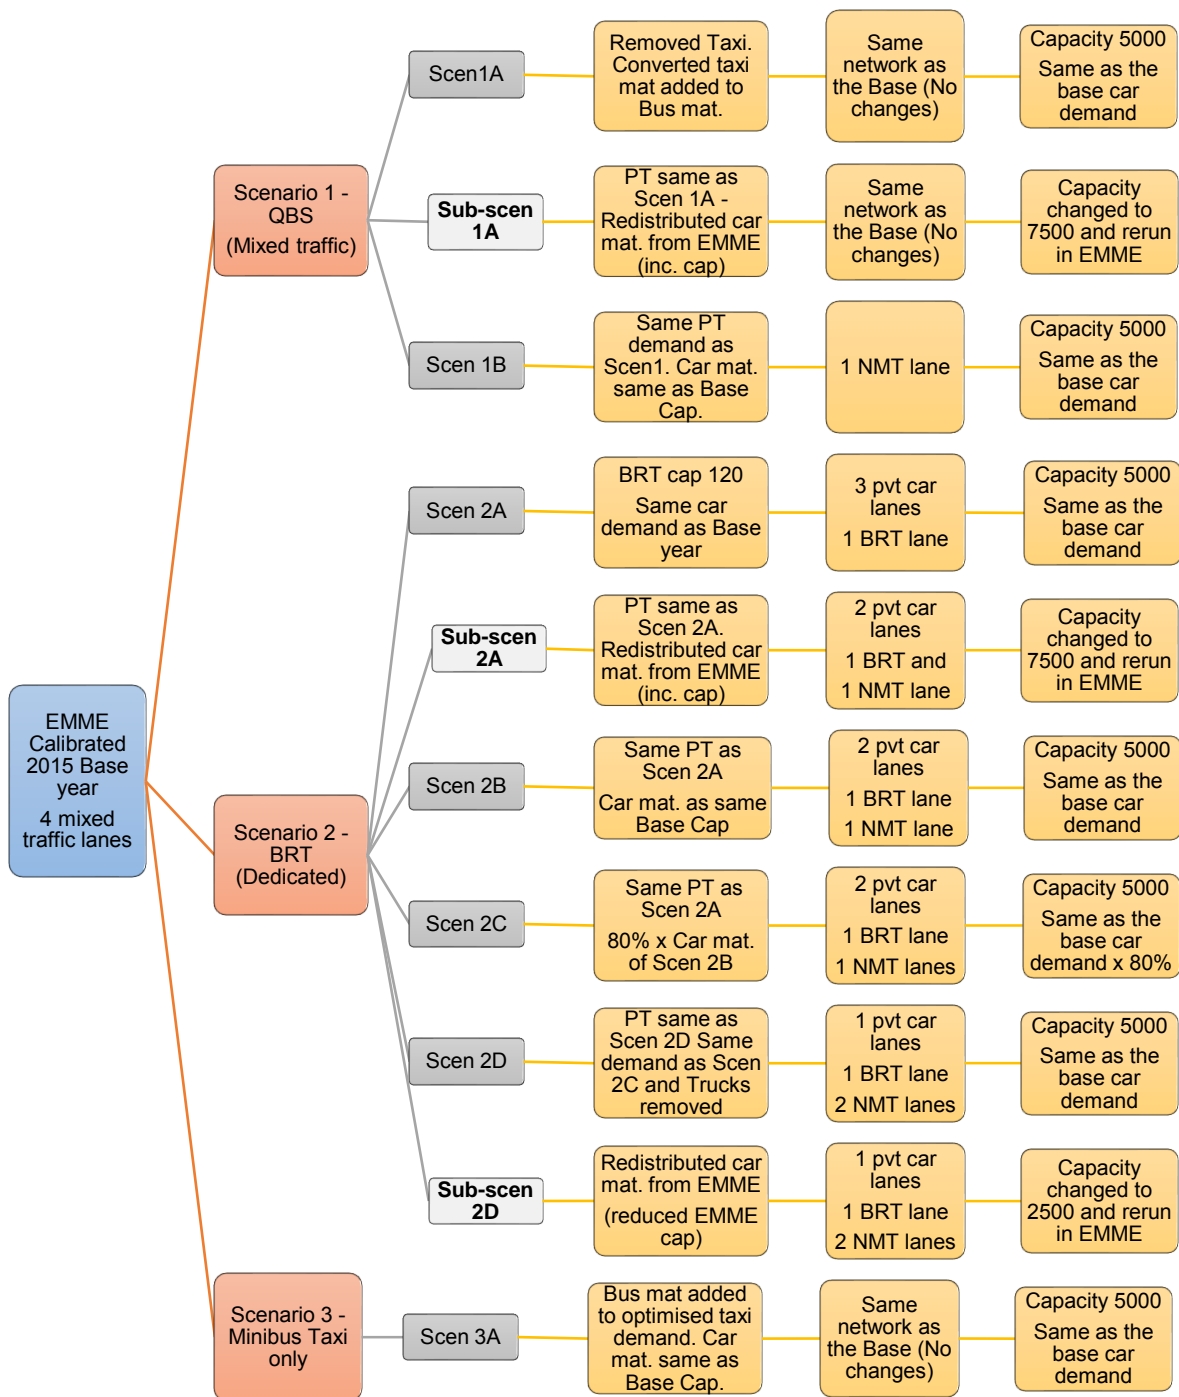 EMME
Calibrated
2015 Base
year
4 mixed
traffic lanes
Scenario 1 -
QBS
(Mixed traffic)
Scen1A
Removed Taxi.
Converted taxi
mat added to
Bus mat.
Same
network as
the Base (No
changes)
Capacity 5000
Same as the
base car
demand
Sub-scen
1A
PT same as
Scen 1A -
Redistributed car
mat. from EMME
(inc. cap)
Same
network as
the Base (No
changes)
Capacity
changed to
7500 and rerun
in EMME
Scen 1B
Same PT
demand as
Scen1. Car mat.
same as Base
Cap.
1 NMT lane
Capacity 5000
Same as the
base car
demand
Scenario 2 -
BRT
(Dedicated)
Scen 2A
BRT cap 120
Same car
demand as Base
year
3 pvt car
lanes
1 BRT lane
Capacity 5000
Same as the
base car
demand
Sub-scen
2A
PT same as
Scen 2A.
Redistributed car
mat. from EMME
(inc. cap)
2 pvt car
lanes
1 BRT and
1 NMT lane
Capacity
changed to
7500 and rerun
in EMME
Scen 2B
Same PT as
Scen 2A
Car mat. as same
Base Cap
2 pvt car
lanes
1 BRT lane
1 NMT lane
Capacity 5000
Same as the
base car
demand
Scen 2C
Same PT as
Scen 2A
80% x Car mat.
of Scen 2B
2 pvt car
lanes
1 BRT lane
1 NMT lanes
Capacity 5000
Same as the
base car
demand x 80%
Scen 2D
PT same as
Scen 2D Same
demand as Scen
2C and Trucks
removed
1 pvt car
lanes
1 BRT lane
2 NMT lanes
Capacity 5000
Same as the
base car
demand
Sub-scen
2D
Redistributed car
mat. from EMME
(reduced EMME
cap)
1 pvt car
lanes
1 BRT lane
2 NMT lanes
Capacity
changed to
2500 and rerun
in EMME
Scenario 3 -
Minibus Taxi
only
Scen 3A
Bus mat added
to optimised taxi
demand. Car
mat. same as
Base Cap.
Same
network as
the Base (No
changes)
Capacity 5000
Same as the
base car
demand